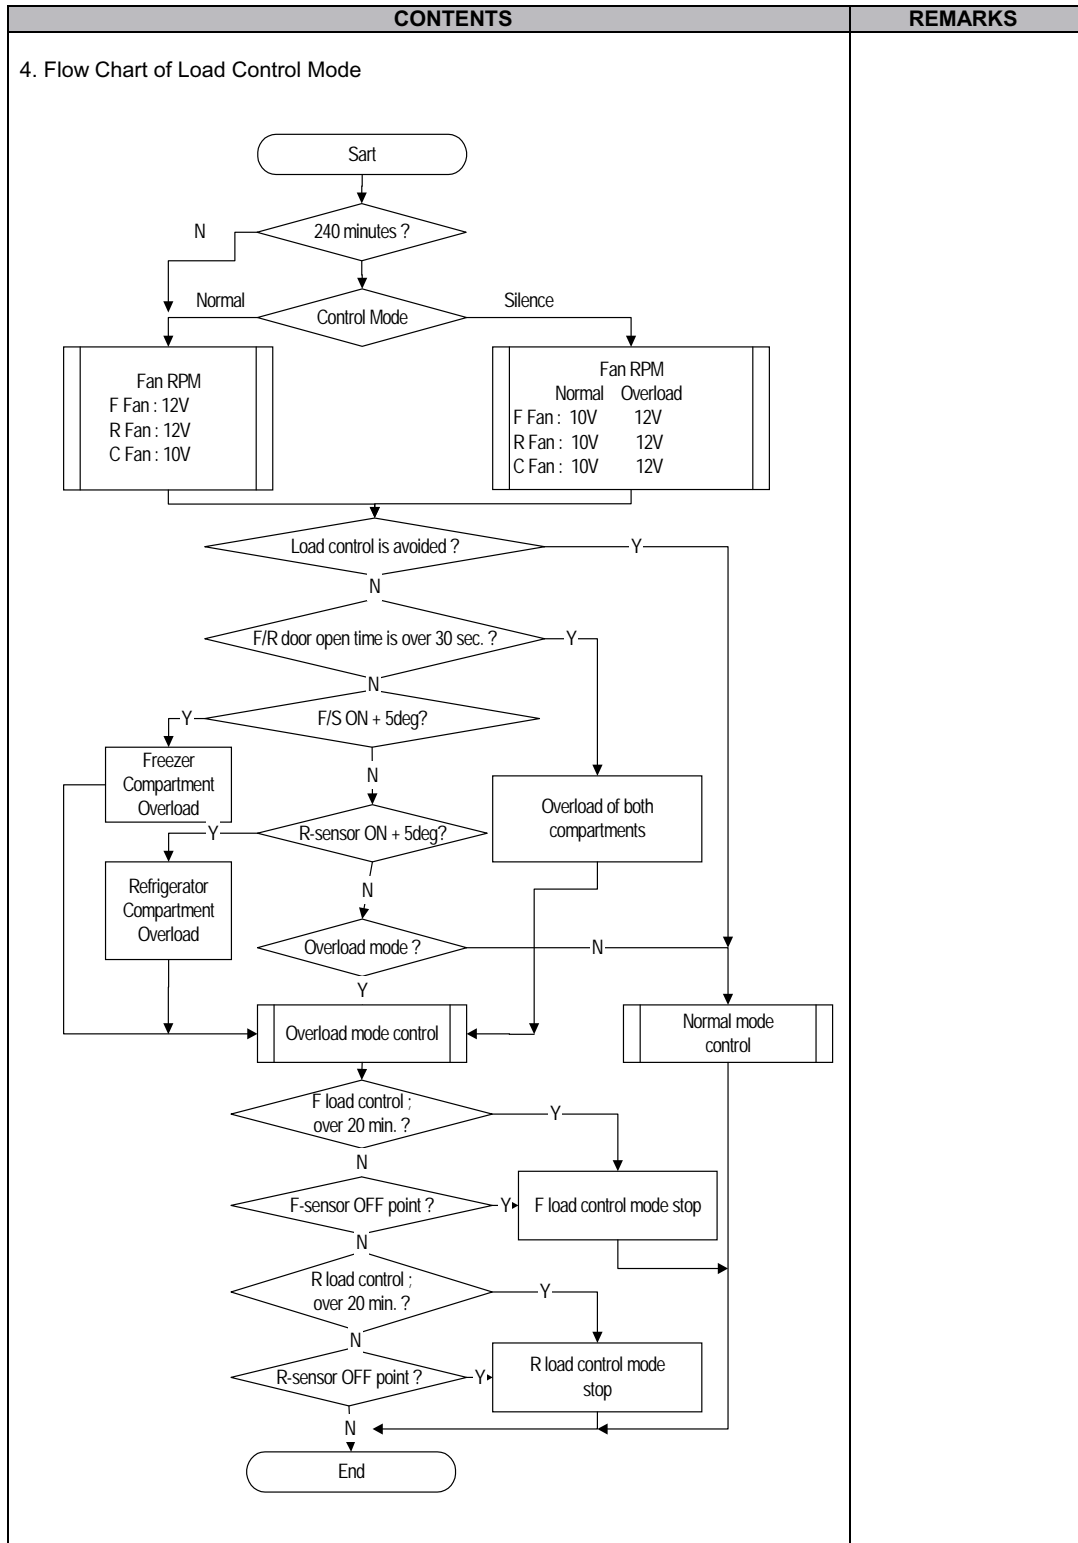 CONTENTS
REMARKS
4. Flow Chart of Load Control Mode
Sart
240 minutes ?
N
Control Mode
Normal
Silence
Fan RPM
F Fan : 12V
R Fan : 12V
C Fan : 10V
Fan RPM
Normal Overload
F Fan : 10V 12V
R Fan : 10V 12V
C Fan : 10V 12V
Load control is avoided ?
Y
N
F/R door open time is over 30 sec. ?
Y
N
F/S ON + 5deg?
Y
N
Freezer
Compartment
Overload
Overload of both
compartments
R-sensor ON + 5deg?
Y
N
Refrigerator
Compartment
Overload
Overload mode ?
N
Y
Overload mode control
Normal mode
control
F load control ;
over 20 min. ?
Y
N
F-sensor OFF point ?
Y
F load control mode stop
N
R load control ;
over 20 min. ?
Y
N
R-sensor OFF point ?
Y
R load control mode
stop
N
End